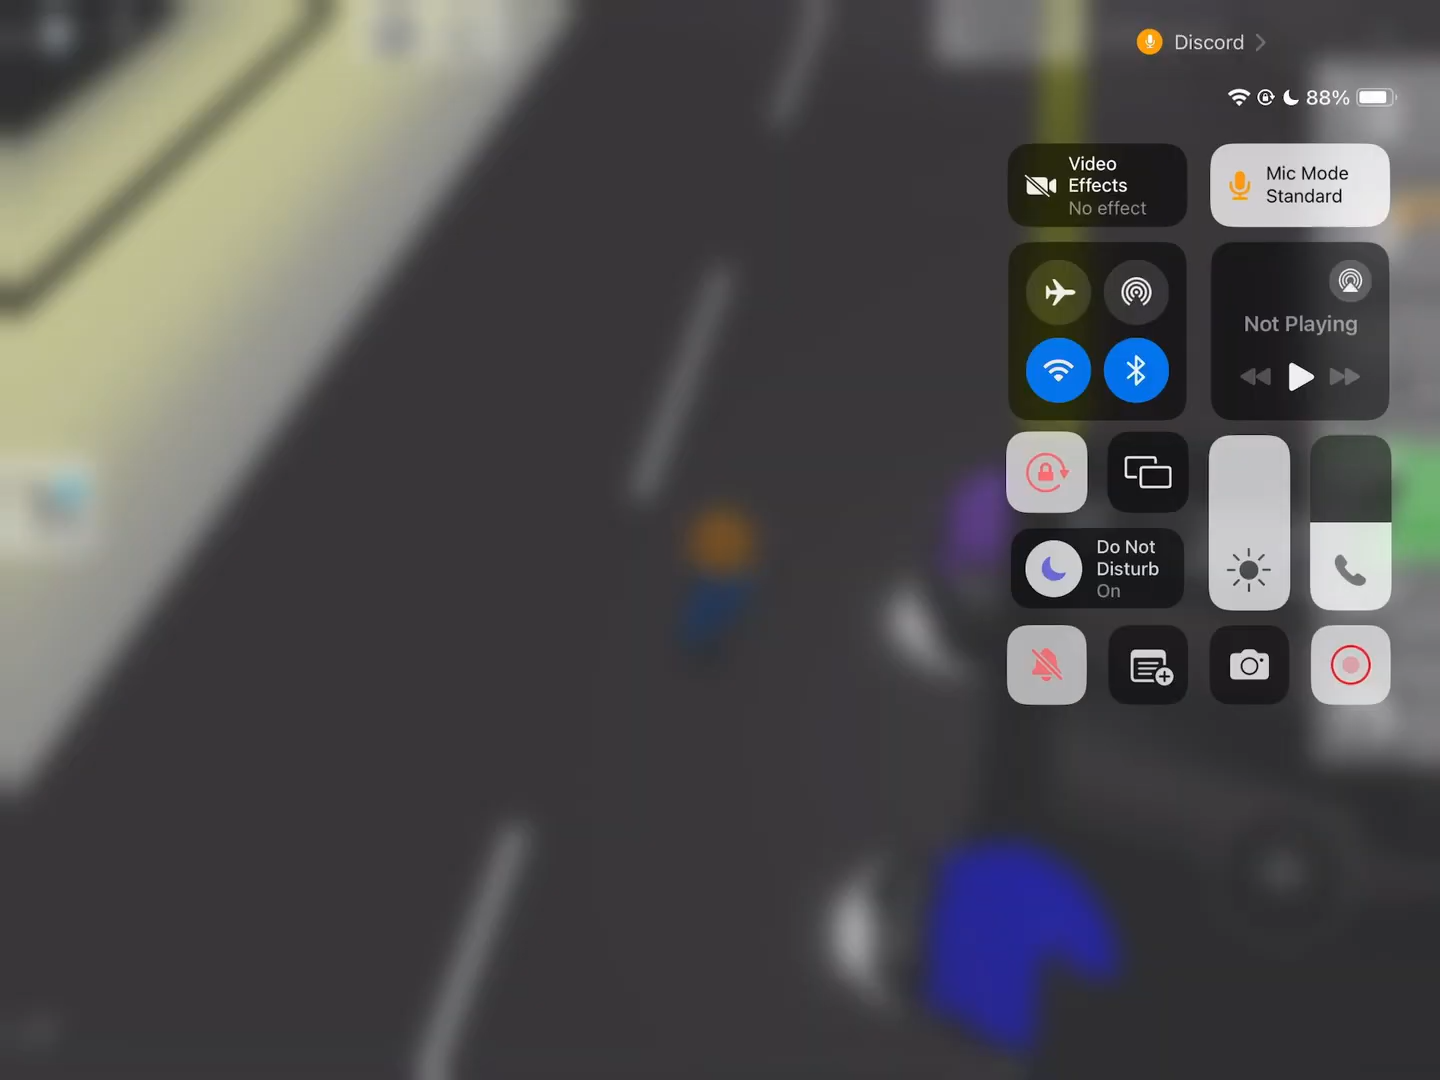 Discord
88%
Video
Effects
No effect
Mic Mode
Standard
Not Playing
Do Not
Disturb
On